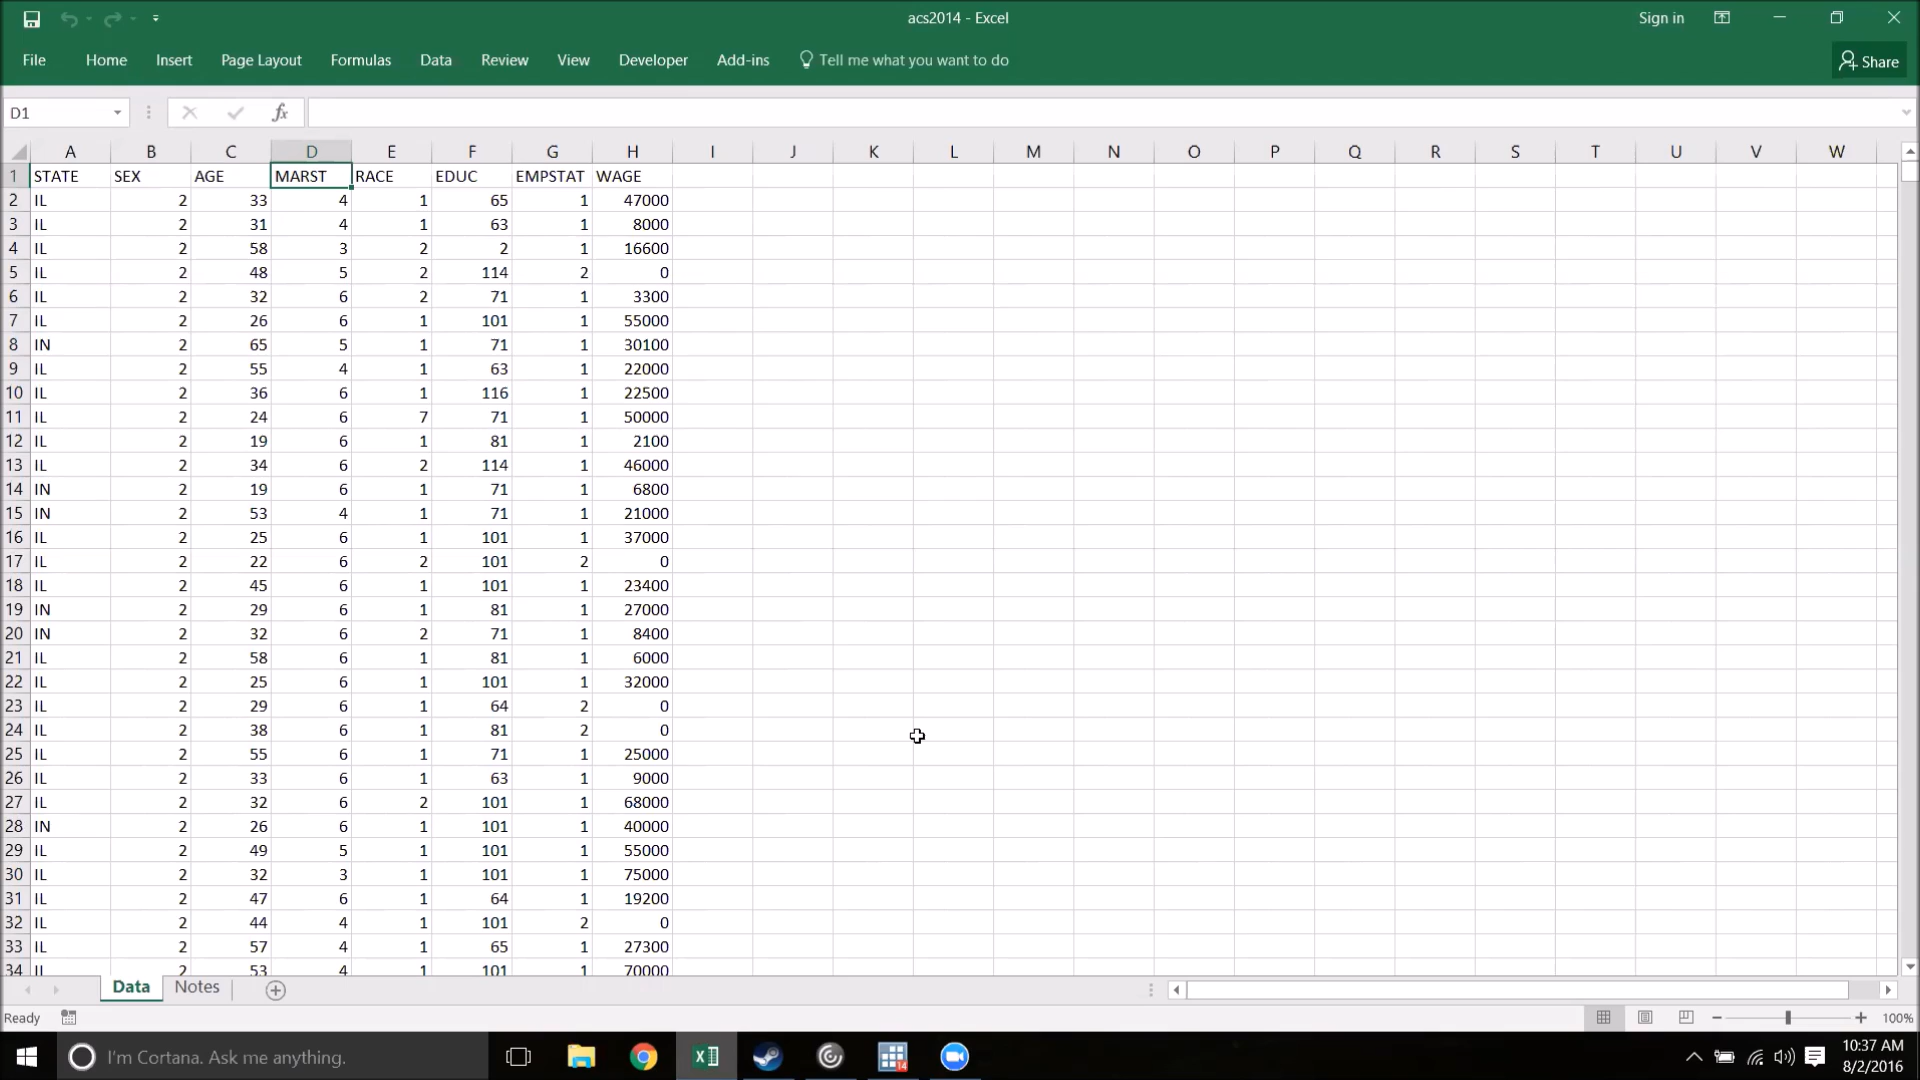 acs2014 - Excel
Sign in
File Home Insert Page Layout Formulas Data Review View Developer Add-ins Tell me what you want to do Share
D1 fx
A B C D E F G H I J K L M N O P Q R S T U V W
1 STATE SEX AGE MARST RACE EDUC EMPSTAT WAGE
2 IL 2 33 4 1 65 1 47000
3 IL 2 31 4 1 63 1 8000
4 IL 2 58 3 2 2 1 16600
5 IL 2 48 5 2 114 2 0
6 IL 2 32 6 2 71 1 3300
7 IL 2 26 6 1 101 1 55000
8 IN 2 65 5 1 71 1 30100
9 IL 2 55 4 1 63 1 22000
10 IL 2 36 6 1 116 1 22500
11 IL 2 24 6 7 71 1 50000
12 IL 2 19 6 1 81 1 2100
13 IL 2 34 6 2 114 1 46000
14 IN 2 19 6 1 71 1 6800
15 IN 2 53 4 1 71 1 21000
16 IL 2 25 6 1 101 1 37000
17 IL 2 22 6 2 101 2 0
18 IL 2 45 6 1 101 1 23400
19 IN 2 29 6 1 81 1 27000
20 IN 2 32 6 2 71 1 8400
21 IL 2 58 6 1 81 1 6000
22 IL 2 25 6 1 101 1 32000
23 IL 2 29 6 1 64 2 0
24 IL 2 38 6 1 81 2 0
25 IL 2 55 6 1 71 1 25000
26 IL 2 33 6 1 63 1 9000
27 IL 2 32 6 2 101 1 68000
28 IN 2 26 6 1 101 1 40000
29 IL 2 49 5 1 101 1 55000
30 IL 2 32 3 1 101 1 75000
31 IL 2 47 6 1 64 1 19200
32 IL 2 44 4 1 101 2 0
33 IL 2 57 4 1 65 1 27300
34 IL 2 53 4 1 101 1 70000
Data Notes
Ready 100%
I'm Cortana. Ask me anything. 14 10:37 AM
8/2/2016